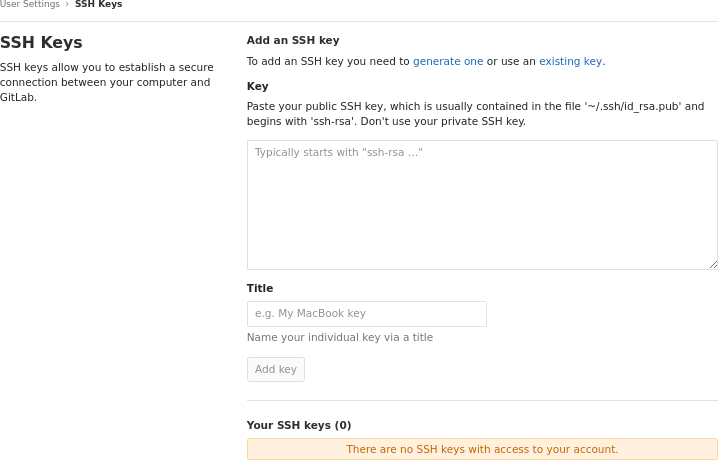 User Settings › SSH Keys
SSH Keys
SSH keys allow you to establish a secure
connection between your computer and
GitLab.
Add an SSH key
To add an SSH key you need to generate one or use an existing key.
Key
Paste your public SSH key, which is usually contained in the file '~/.ssh/id_rsa.pub' and
begins with 'ssh-rsa'. Don't use your private SSH key.
Typically starts with "ssh-rsa ..."
Title
e.g. My MacBook key
Name your individual key via a title
Add key
Your SSH keys (0)
There are no SSH keys with access to your account.